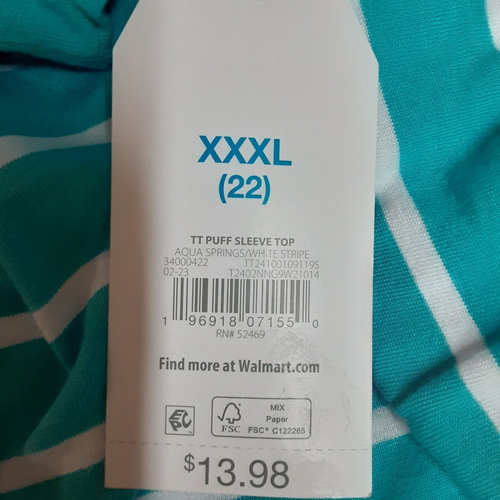 XXXL
(22)
TT PUFF SLEEVE TOP
AQUA SPRINGS/WHITE STRIPE
34000422 TT24100109119S
02-23 T2402NNG9W21014
1 96918 07155 0
RN# 52469
Find more at Walmart.com
EPC
FSC
MIX
Paper
FSC® C122265
$13.98